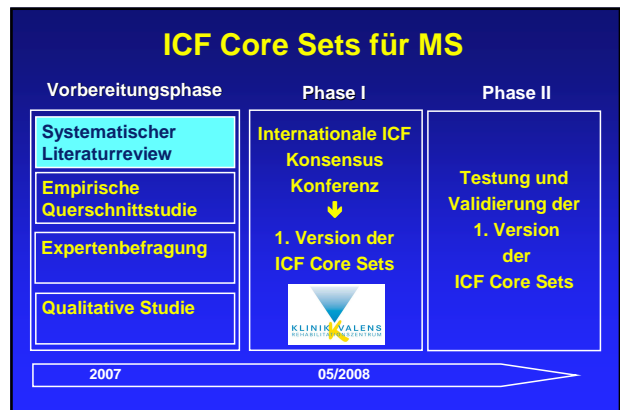 ICF Core Sets für MS
Vorbereitungsphase
Systematischer
Literaturreview
Empirische
Querschnittstudie
Expertenbefragung
Qualitative Studie
Phase I
Internationale ICF
Konsensus
Konferenz
1. Version der
ICF Core Sets
KLINIK VALENS
REHABILITATIONSZENTRUM
Phase II
Testung und
Validierung der
1. Version
der
ICF Core Sets
2007
05/2008